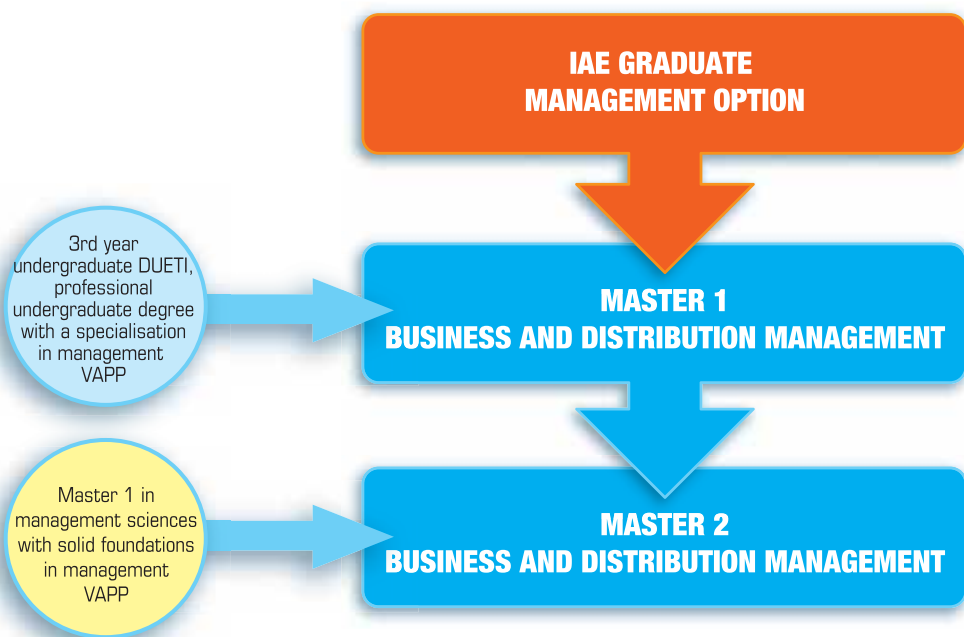 IAE GRADUATE
MANAGEMENT OPTION
3rd year
undergraduate DUETI,
professional
undergraduate degree
with a specialisation
in management
VAPP
MASTER 1
BUSINESS AND DISTRIBUTION MANAGEMENT
Master 1 in
management sciences
with solid foundations
in management
VAPP
MASTER 2
BUSINESS AND DISTRIBUTION MANAGEMENT